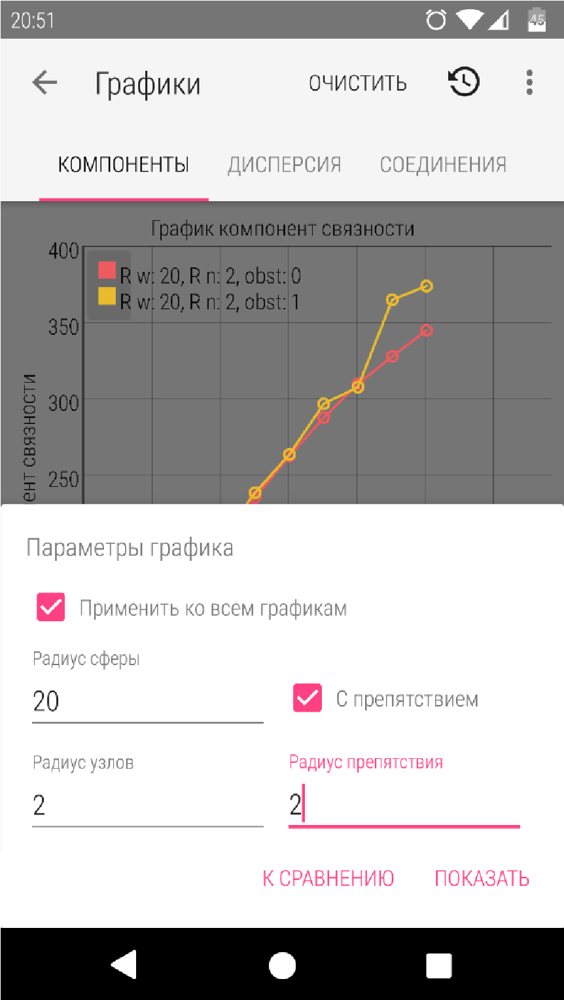 20:51
45
Графики
ОЧИСТИТЬ
КОМПОНЕНТЫ
ДИСПЕРСИЯ
СОЕДИНЕНИЯ
График компонент связности
400
R w: 20, R n: 2, obst: 0
R w: 20, R n: 2, obst: 1
350
300
250
ент связности
Параметры графика
Применить ко всем графикам
Радиус сферы
20
С препятствием
Радиус узлов
Радиус препятствия
2
2
К СРАВНЕНИЮ
ПОКАЗАТЬ